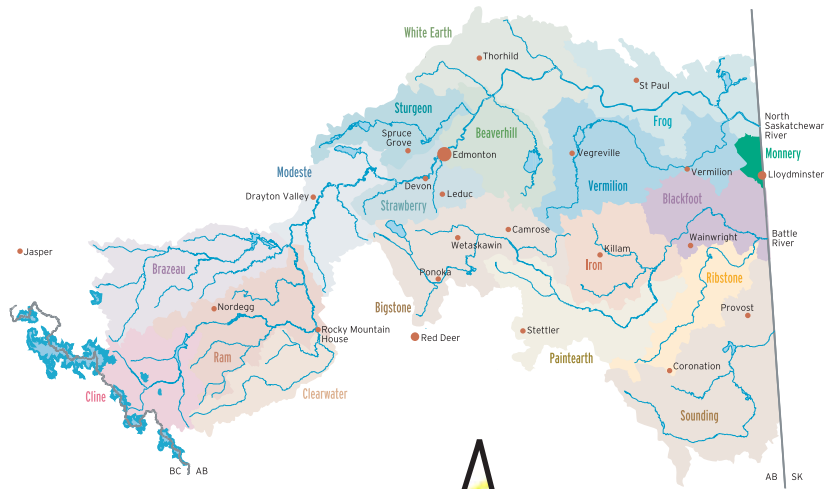 White Earth
Thorhild
St Paul
Sturgeon
Frog
North
Saskatchewan
River
Spruce
Grove
Beaverhill
Edmonton
Vegreville
Monnery
Modeste
Vermilion
Lloydminster
Devon
Leduc
Vermilion
Drayton Valley
Strawberry
Blackfoot
Camrose
Wetaskawin
Wainwright
Battle
River
Jasper
Brazeau
Killam
Iron
Ponoka
Ribstone
Nordegg
Bigstone
Provost
Rocky Mountain
House
Red Deer
Stettler
Ram
Paintearth
Coronation
Cline
Clearwater
Sounding
BC
AB
AB
SK